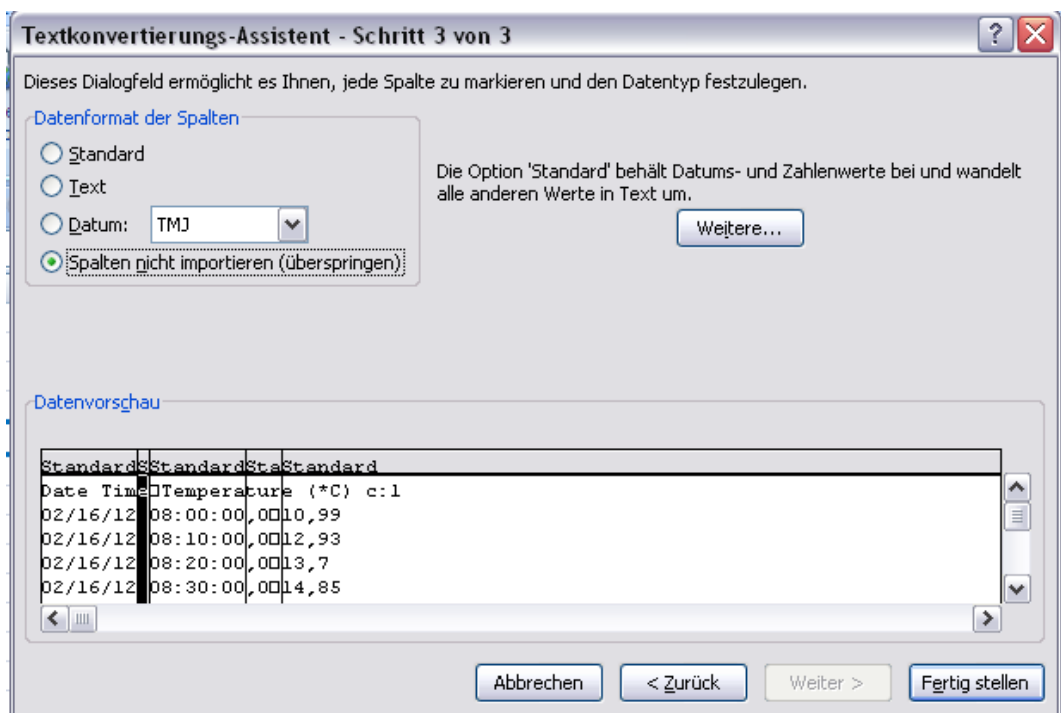 Textkonvertierungs-Assistent - Schritt 3 von 3
Dieses Dialogfeld ermöglicht es Ihnen, jede Spalte zu markieren und den Datentyp festzulegen.
Datenformat der Spalten
Standard
Text
Datum: TMJ
Spalten nicht importieren (überspringen)
Die Option 'Standard' behält Datums- und Zahlenwerte bei und wandelt
alle anderen Werte in Text um.
Weitere...
Datenvorschau
StandardSStandardStaStandard
Date Time□Temperature (*C) c:1
02/16/12 08:00:00,0□10,99
02/16/12 08:10:00,0□12,93
02/16/12 08:20:00,0□13,7
02/16/12 08:30:00,0□14,85
Abbrechen
< Zurück
Weiter >
Fertig stellen